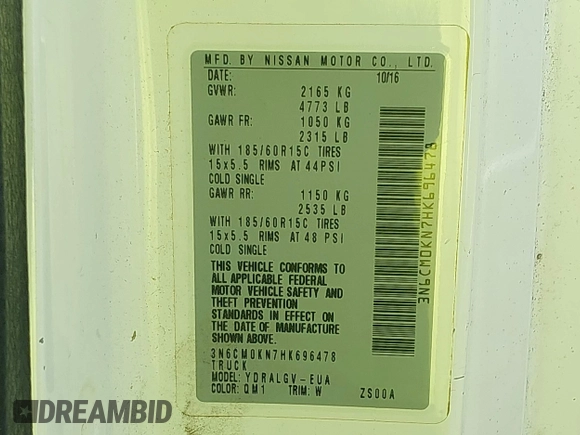 MFD. BY NISSAN MOTOR CO., LTD.
DATE: 10/16
GVWR: 2165 KG
4773 LB
GAWR FR: 1050 KG
2315 LB
WITH 185/60R15C TIRES
15x5.5 RIMS AT 44PSI
COLD SINGLE
GAWR RR: 1150 KG
2535 LB
WITH 185/60R15C TIRES
15x5.5 RIMS AT 48 PSI
COLD SINGLE
THIS VEHICLE CONFORMS TO
ALL APPLICABLE FEDERAL
MOTOR VEHICLE SAFETY AND
THEFT PREVENTION
STANDARDS IN EFFECT ON
THE DATE OF MANUFACTURE
SHOWN ABOVE.
3N6CM0KN7HK696478
TRUCK
MODEL: YDRALGV-EUA
COLOR: QM1 TRIM: W ZS00A
3N6CM0KN7HK696478
DREAMBID